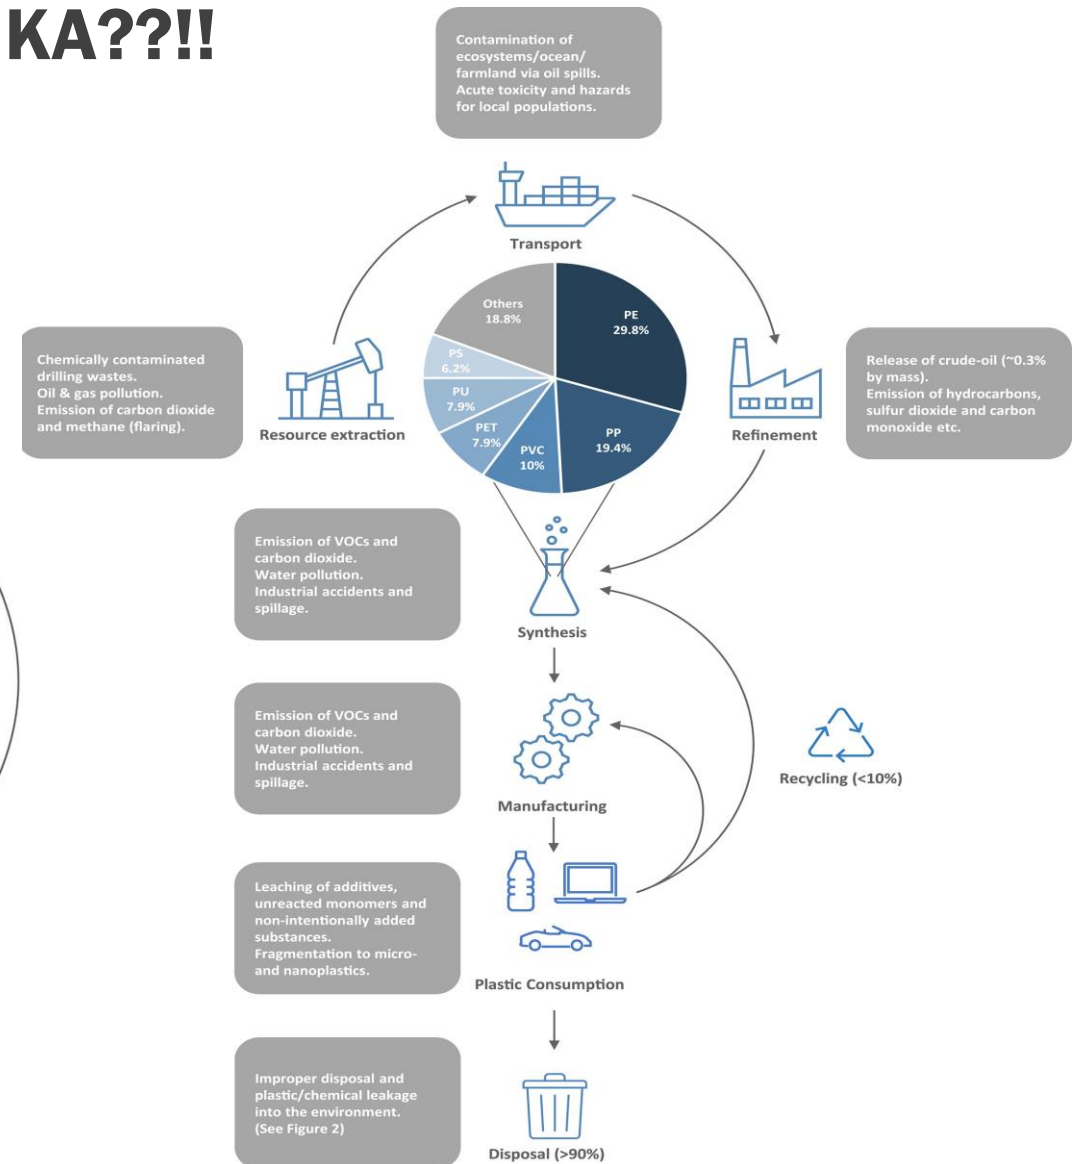 KA??!!
Contamination of
ecosystems/ocean/
farmland via oil spills.
Acute toxicity and hazards
for local populations.
Transport
Others
18.8%
PE
29.8%
PS
6.2%
PU
7.9%
PET
7.9%
PVC
10%
PP
19.4%
Chemically contaminated
drilling wastes.
Oil & gas pollution.
Emission of carbon dioxide
and methane (flaring).
Resource extraction
Refinement
Release of crude-oil (~0.3%
by mass).
Emission of hydrocarbons,
sulfur dioxide and carbon
monoxide etc.
Emission of VOCs and
carbon dioxide.
Water pollution.
Industrial accidents and
spillage.
Synthesis
Emission of VOCs and
carbon dioxide.
Water pollution.
Industrial accidents and
spillage.
Manufacturing
Recycling (<10%)
Leaching of additives,
unreacted monomers and
non-intentionally added
substances.
Fragmentation to micro-
and nanoplastics.
Plastic Consumption
Improper disposal and
plastic/chemical leakage
into the environment.
(See Figure 2)
Disposal (>90%)